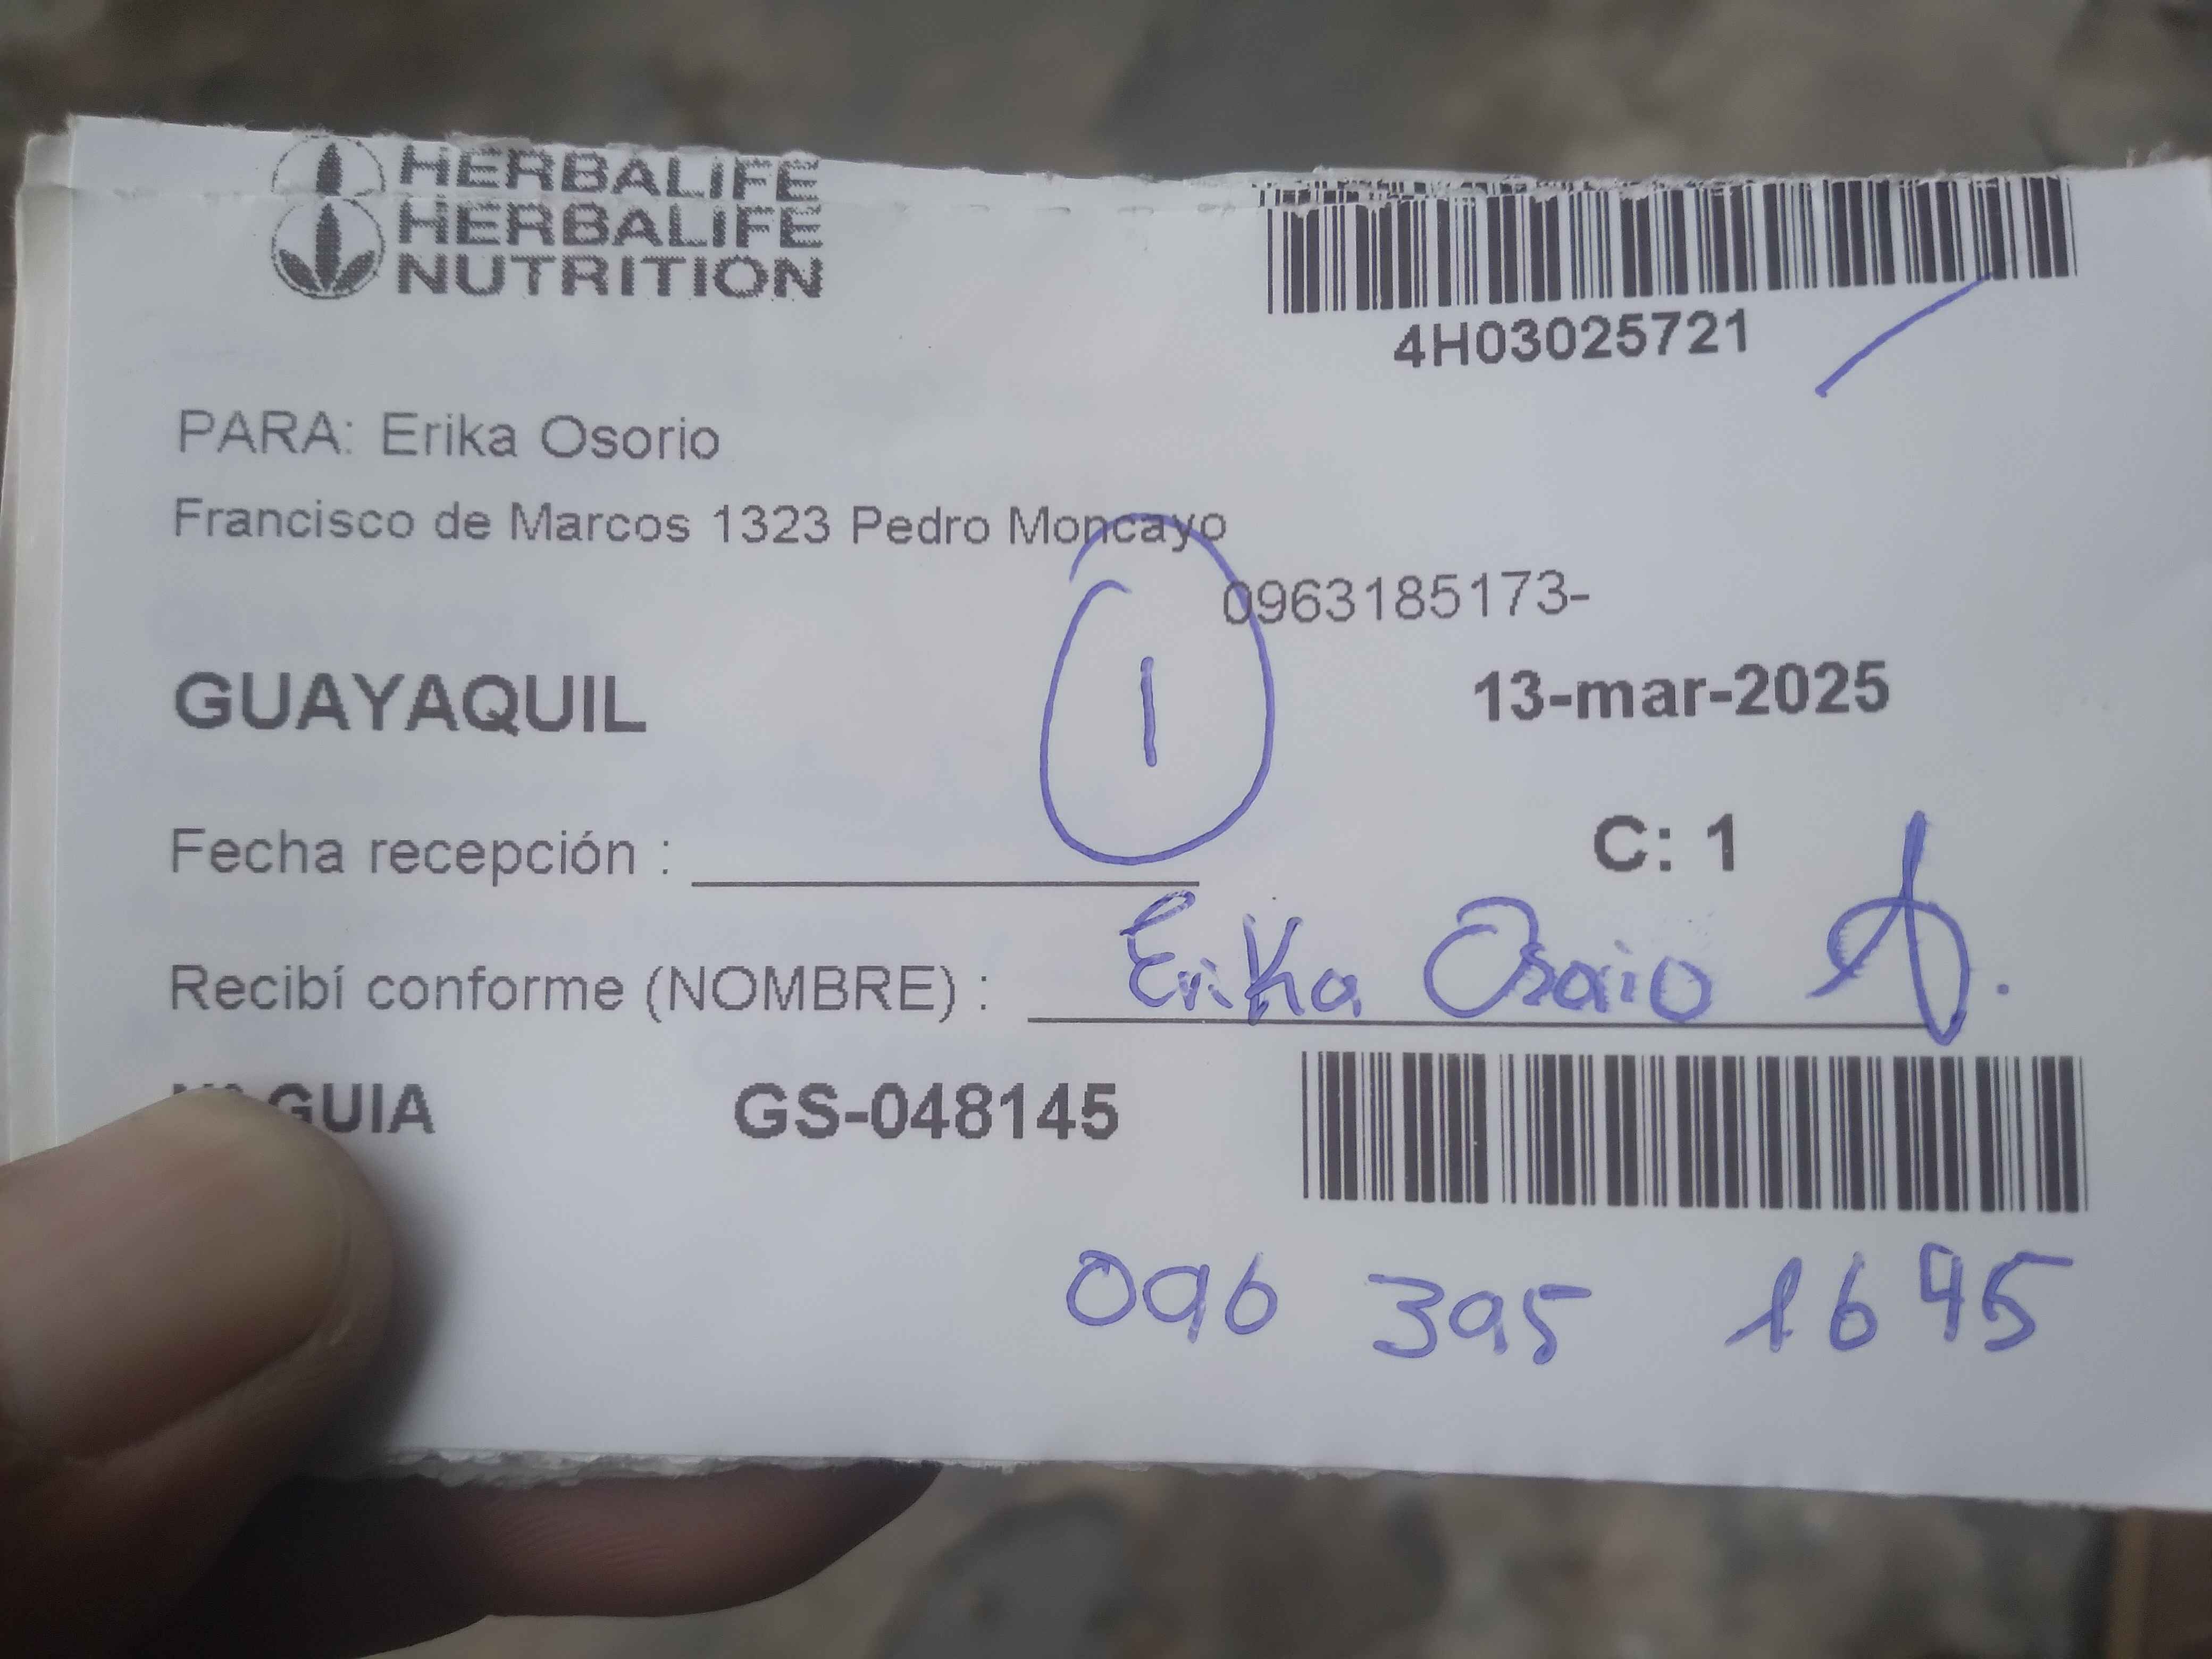 HERBALIFE
HERBALIFE
NUTRITION
4H03025721
PARA: Erika Osorio
Francisco de Marcos 1323 Pedro Moncayo
0963185173-
GUAYAQUIL
1
13-mar-2025
Fecha recepción :
C: 1
Recibí conforme (NOMBRE) : Erika Osorio A.
GUIA GS-048145
096 395 1645